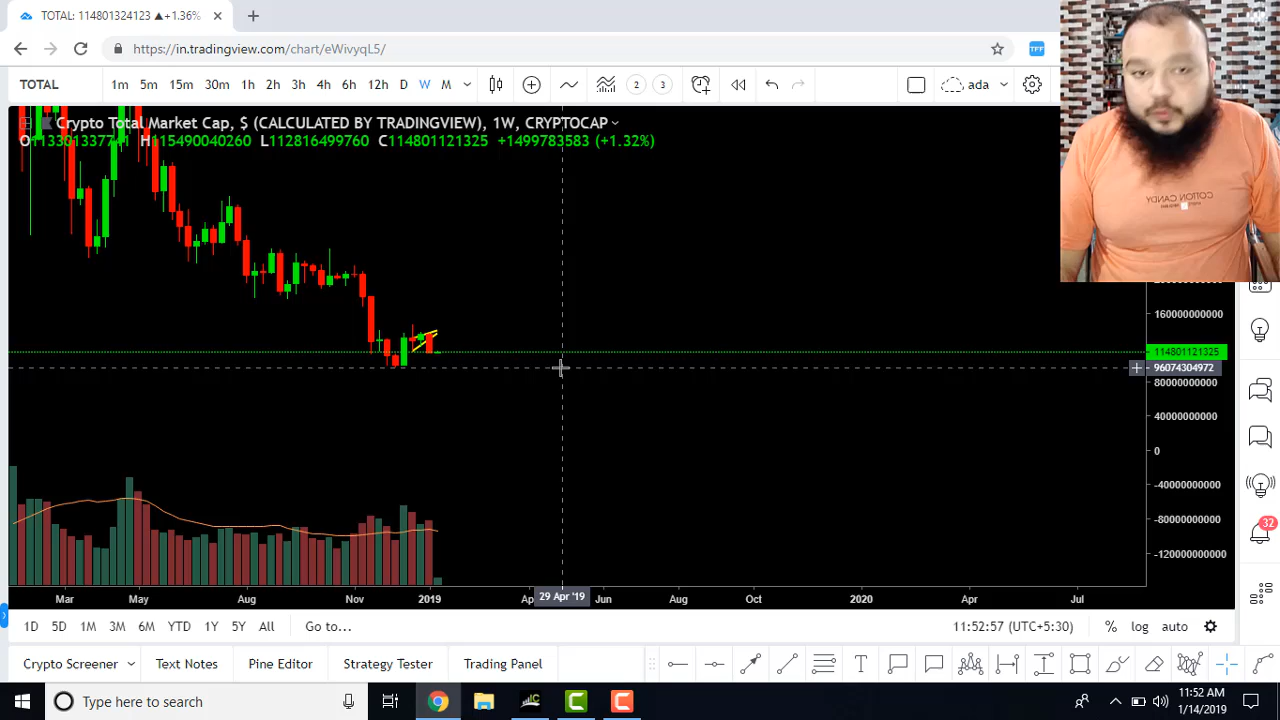 TOTAL: 114801324123 ▲+1.36%
https://in.tradingview.com/chart/eWivyqL5/
TFF
TOTAL 1m 5m 15m 30m 1h 2h 3h 4h 6h 12h D W M 2 3 ada
Crypto Total Market Cap, $ (CALCULATED BY TRADINGVIEW), 1W, CRYPTOCAP
H115490040260 L112816499760 C114801121325 +1499783583 (+1.32%)
COTTON
CANDY
160000000000
114801121325
96074304972
80000000000
40000000000
0
-40000000000
-80000000000
-120000000000
32
Mar May Aug Nov 2019 29 Apr '19 Jun Aug Oct 2020 Apr Jul
1D 5D 1M 3M 6M YTD 1Y 5Y All Go to... 11:52:57 (UTC+5:30) % log auto
Crypto Screener Text Notes Pine Editor Strategy Tester Trading Panel T
Type here to search
11:52 AM
1/14/2019